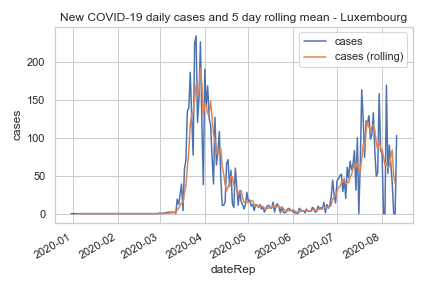 New COVID-19 daily cases and 5 day rolling mean - Luxembourg
cases
cases (rolling)
200
150
100
50
0
cases
2020-01
2020-02
2020-03
2020-04
2020-05
2020-06
2020-07
2020-08
dateRep